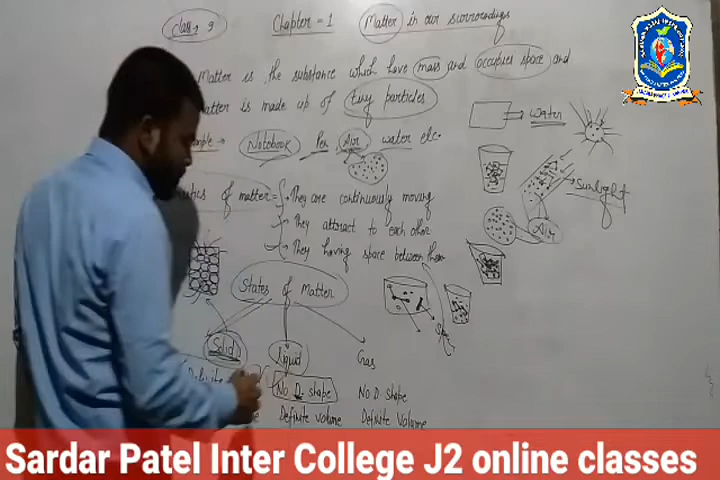 Class → 9 Chapter = 1 Matter in our surroundings
Matter is the substance which have mass and occupies space and
matter is made up of tiny particles
Notebook Pen, Air water etc.
of matter = They are continuously moving
They attract to each other
They having space between them
water
Sunlight
Air
States of Matter
Solid Liquid Gas
Definite No D. shape No D. shape
Definite volume Definite Volume
Sardar Patel Inter College J2 online classes